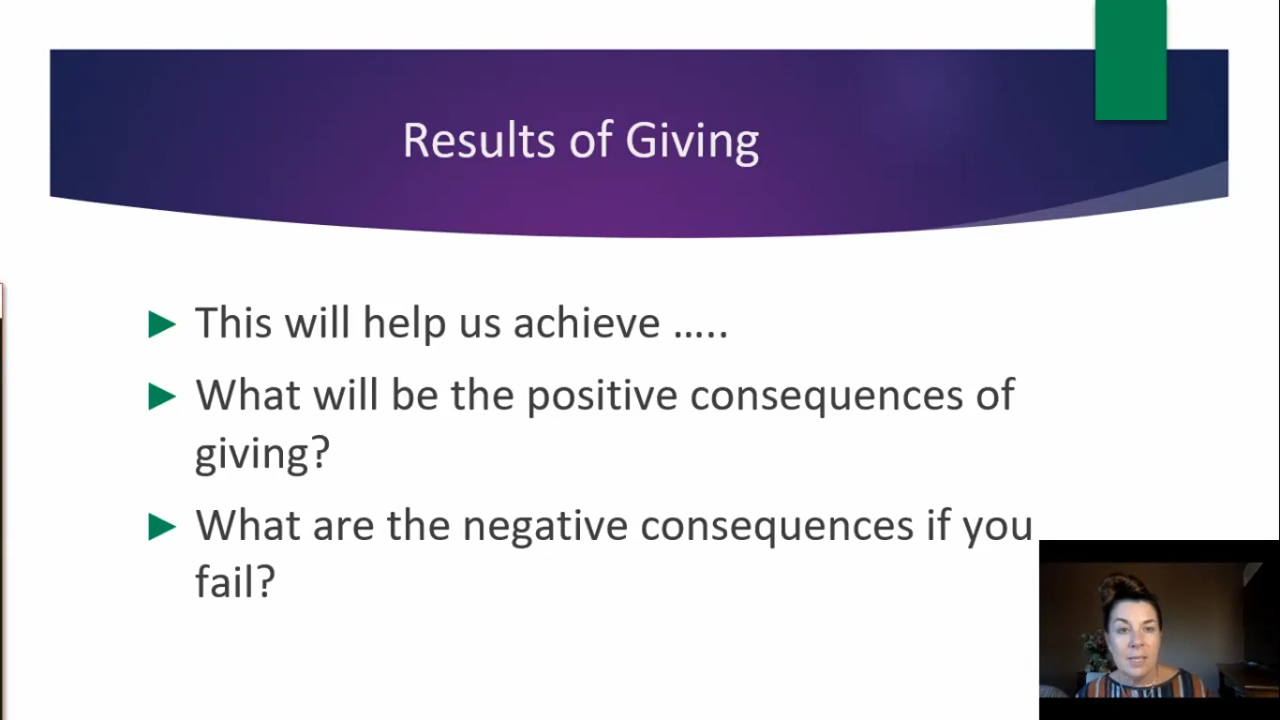 Results of Giving
This will help us achieve …..
What will be the positive consequences of
giving?
What are the negative consequences if you
fail?